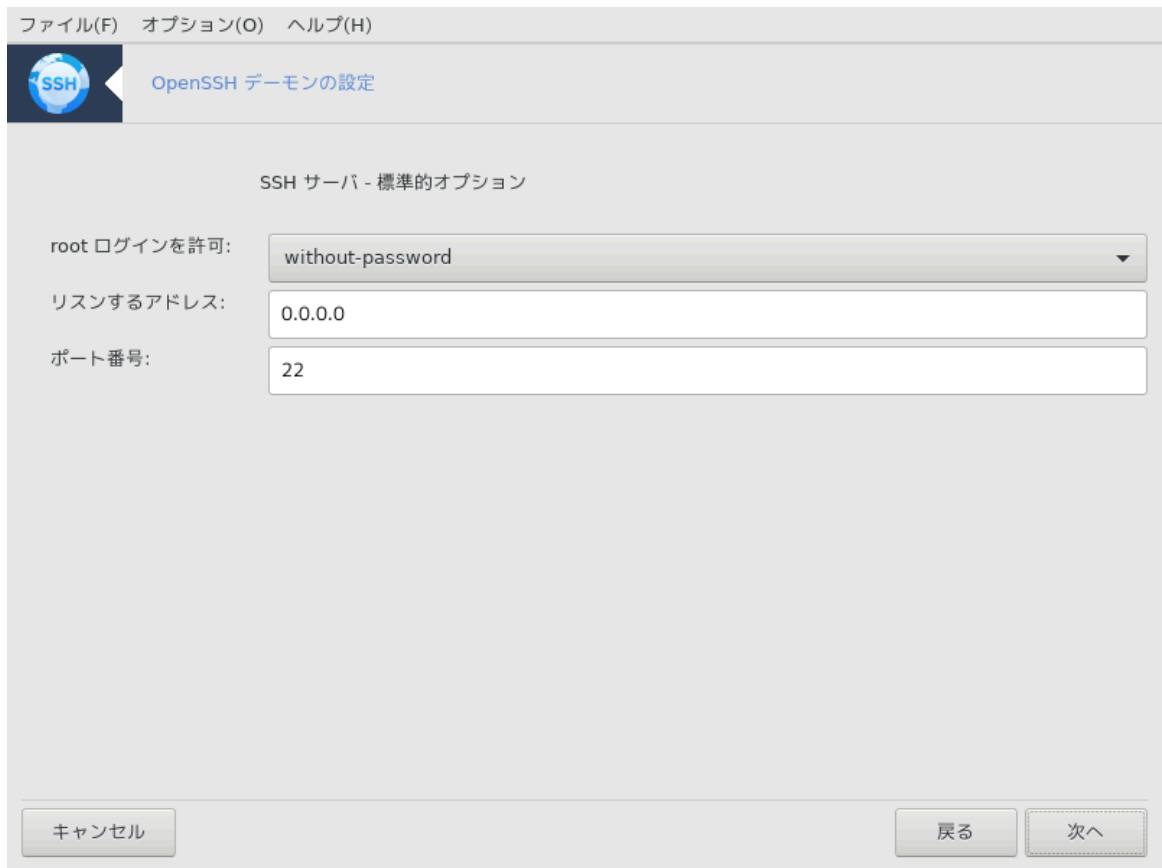 ファイル(F) オプション(O) ヘルプ(H)
SSH
OpenSSH デーモンの設定
SSH サーバ - 標準的オプション
root ログインを許可: without-password
リスンするアドレス: 0.0.0.0
ポート番号: 22
キャンセル 戻る 次へ